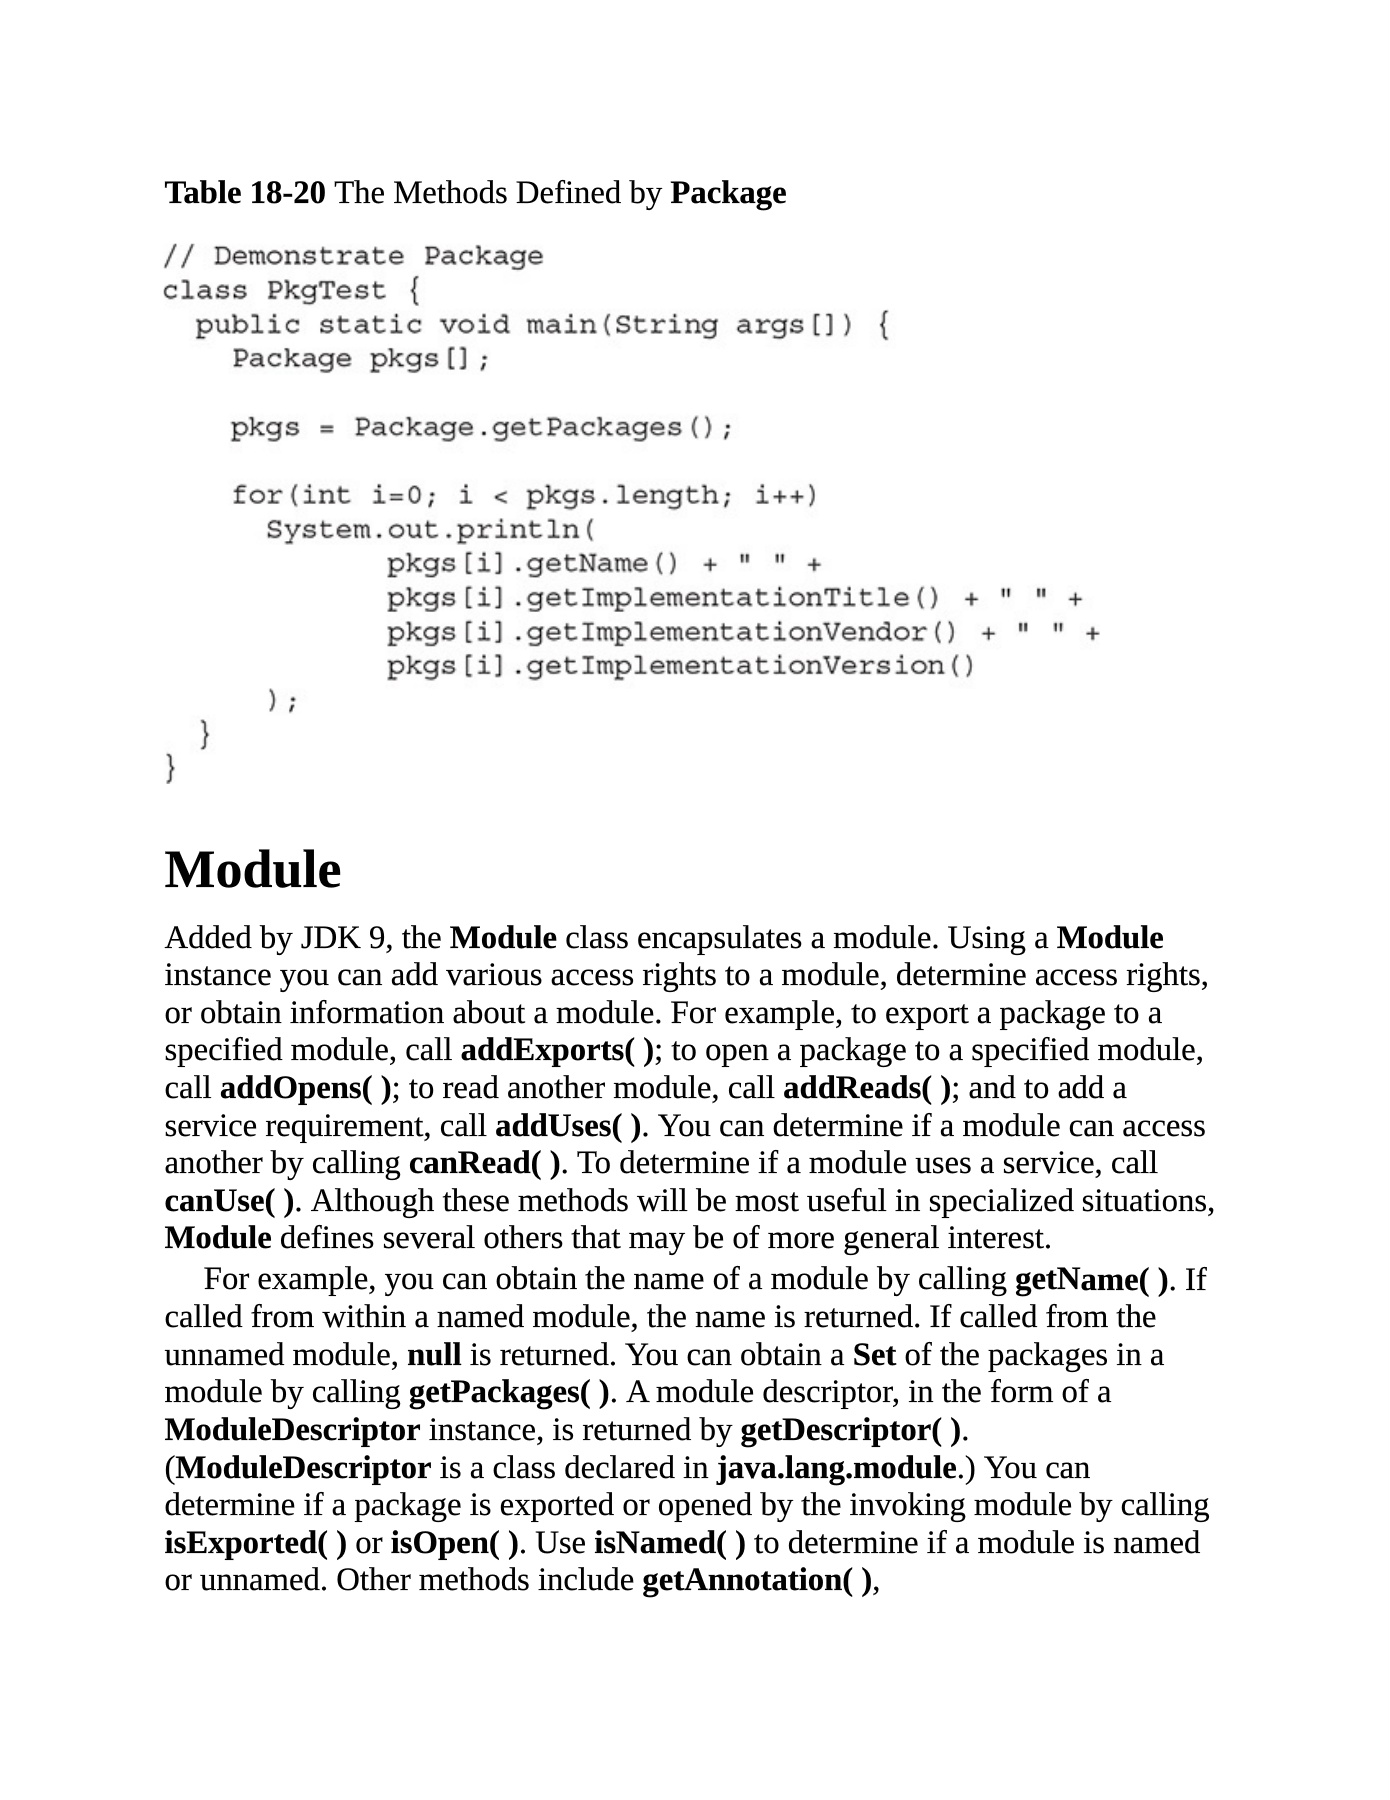 Table 18-20 The Methods Defined by Package
// Demonstrate Package
class PkgTest {
  public static void main(String args[]) {
    Package pkgs[];

    pkgs = Package.getPackages();

    for(int i=0; i < pkgs.length; i++)
      System.out.println(
             pkgs[i].getName() + " " +
             pkgs[i].getImplementationTitle() + " " +
             pkgs[i].getImplementationVendor() + " " +
             pkgs[i].getImplementationVersion()
      );
  }
}
Module
Added by JDK 9, the Module class encapsulates a module. Using a Module
instance you can add various access rights to a module, determine access rights,
or obtain information about a module. For example, to export a package to a
specified module, call addExports( ); to open a package to a specified module,
call addOpens( ); to read another module, call addReads( ); and to add a
service requirement, call addUses( ). You can determine if a module can access
another by calling canRead( ). To determine if a module uses a service, call
canUse( ). Although these methods will be most useful in specialized situations,
Module defines several others that may be of more general interest.
For example, you can obtain the name of a module by calling getName( ). If
called from within a named module, the name is returned. If called from the
unnamed module, null is returned. You can obtain a Set of the packages in a
module by calling getPackages( ). A module descriptor, in the form of a
ModuleDescriptor instance, is returned by getDescriptor( ).
(ModuleDescriptor is a class declared in java.lang.module.) You can
determine if a package is exported or opened by the invoking module by calling
isExported( ) or isOpen( ). Use isNamed( ) to determine if a module is named
or unnamed. Other methods include getAnnotation( ),